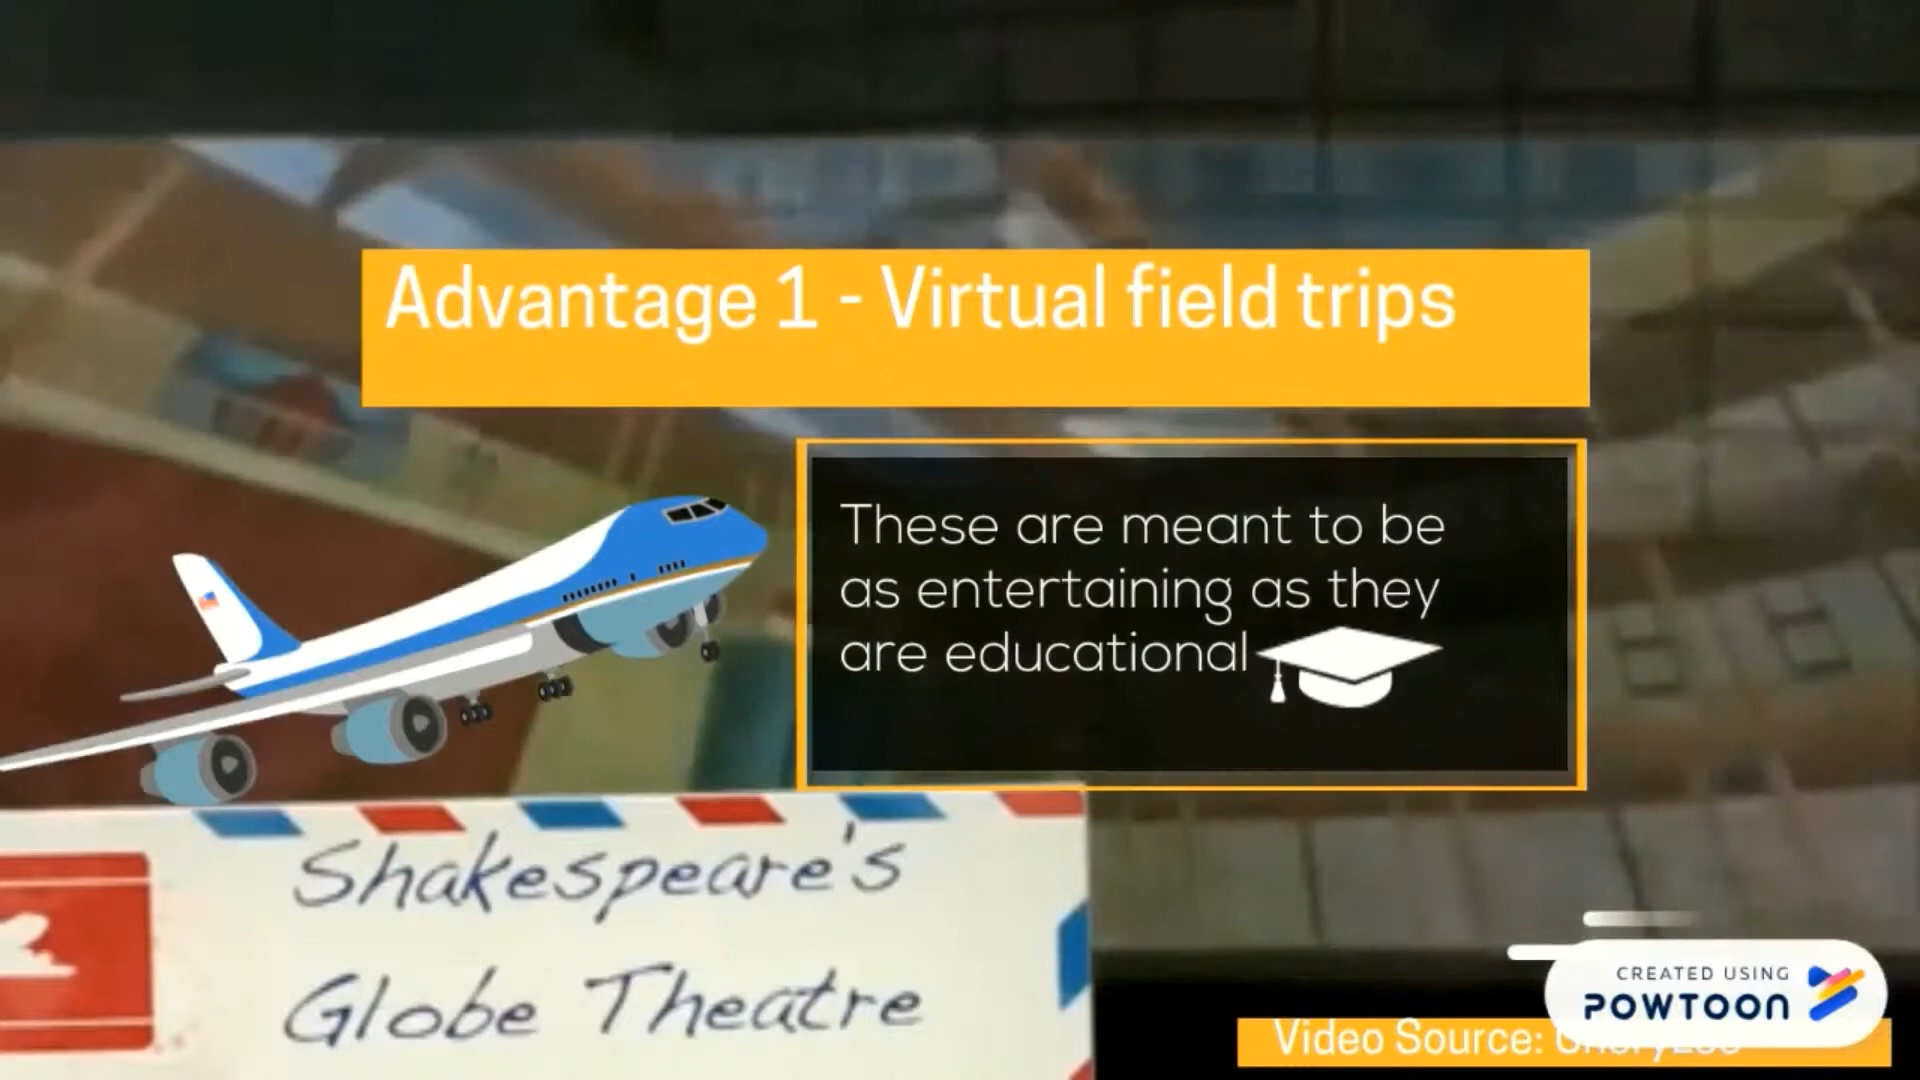 Advantage 1 - Virtual field trips
These are meant to be
as entertaining as they
are educational
Shakespeare's
Globe Theatre
CREATED USING
POWTOON
Video Source: